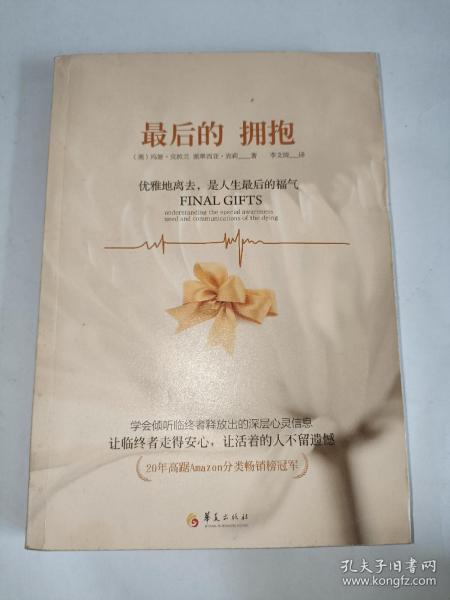 最后的 拥抱
(美)玛姬·克拉兰 派翠西亚·克莉___著 李文绮___译
优雅地离去、是人生最后的福气
FINAL GIFTS
understanding the special awareness
need and communications of the dying
学会倾听临终者释放出的深层心灵信息
让临终者走得安心，让活着的人不留遗憾
20年高踞Amazon分类畅销榜冠军
华夏出版社
孔夫子旧书网
www.kongfz.com